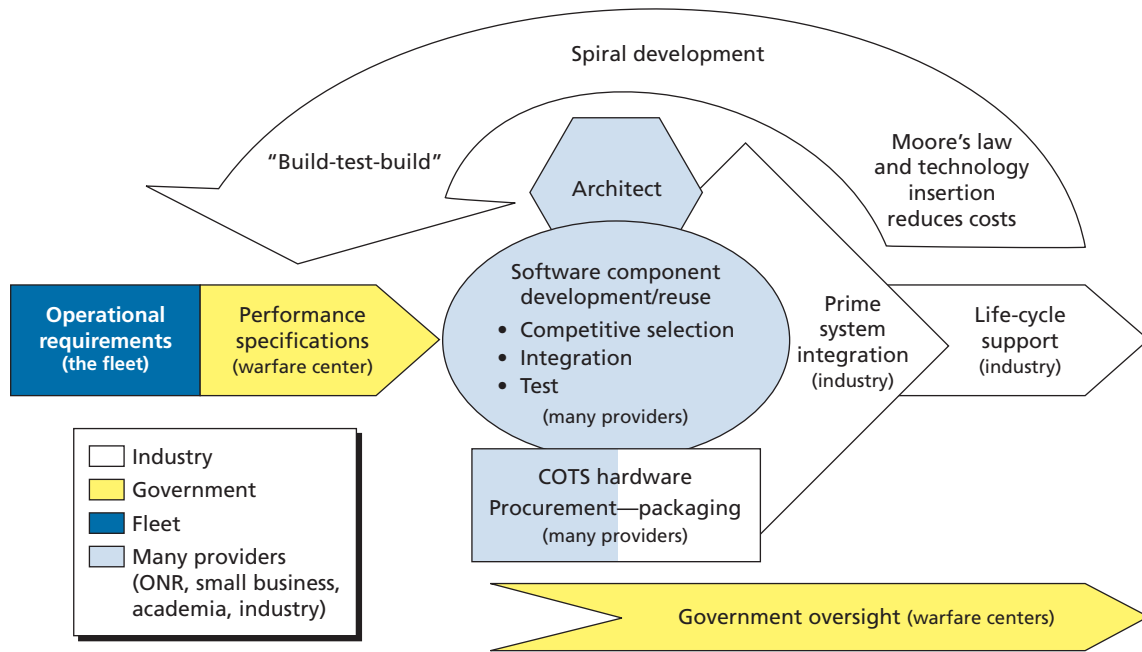 Spiral development
“Build-test-build”
Moore’s law
and technology
insertion
reduces costs
Architect
Operational
requirements
(the fleet)
Performance
specifications
(warfare center)
Software component
development/reuse
• Competitive selection
• Integration
• Test
(many providers)
Prime
system
integration
(industry)
Life-cycle
support
(industry)
COTS hardware
Procurement—packaging
(many providers)
Industry
Government
Fleet
Many providers
(ONR, small business,
academia, industry)
Government oversight (warfare centers)